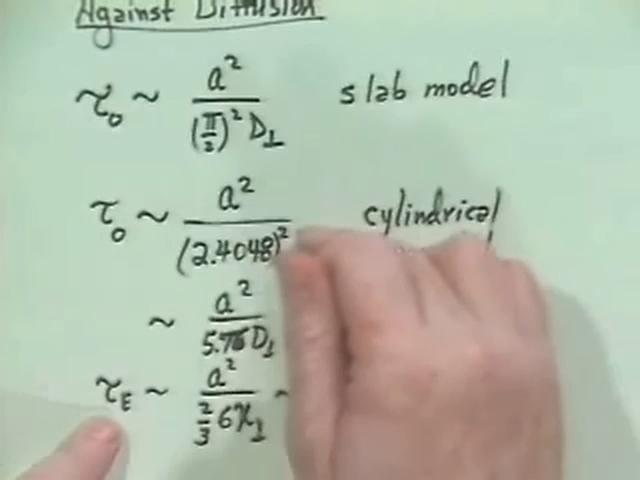 Against Diffusion
τ₀ ~ a² / (π/2)² D⊥ slab model
τ₀ ~ a² / (2.4048)² cylindrical
~ a² / 5.78 D⊥
τ_E ~ a² / (2/3) 6χ⊥ ~